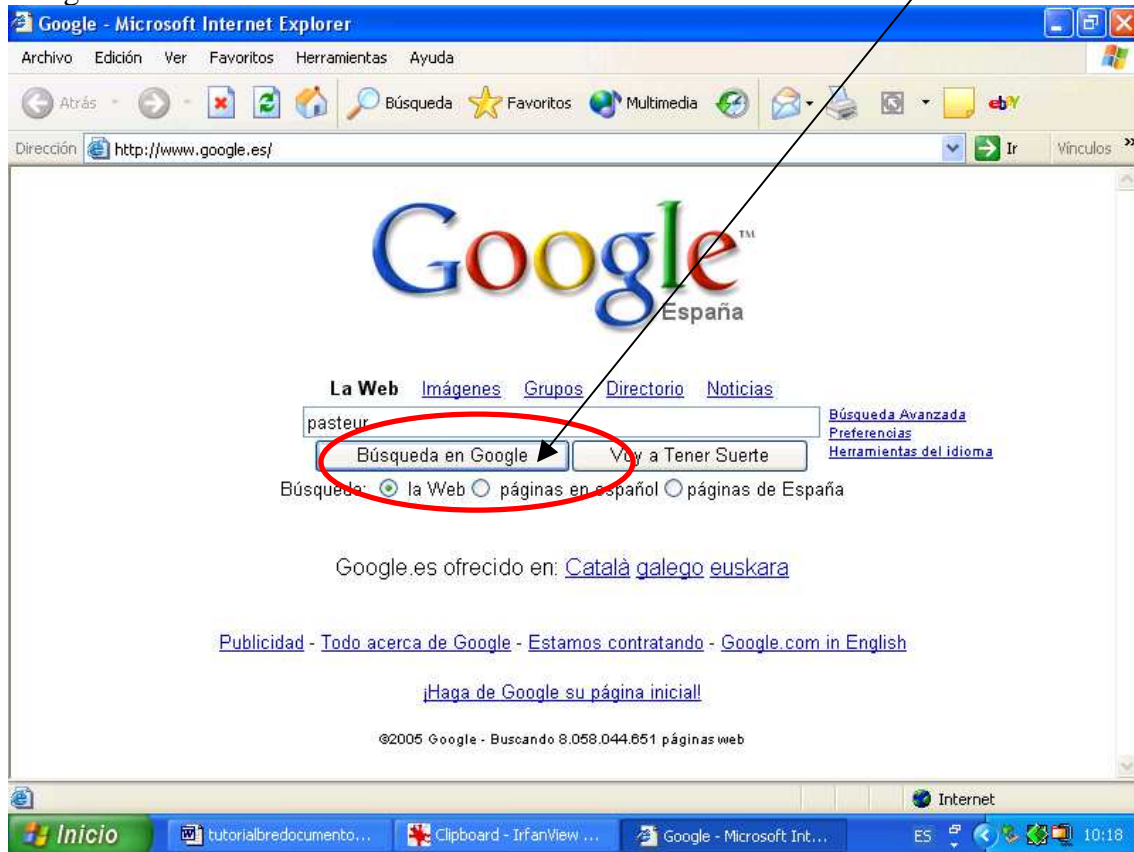 Google - Microsoft Internet Explorer
Archivo Edición Ver Favoritos Herramientas Ayuda
Atrás Búsqueda Favoritos Multimedia ebY
Dirección http://www.google.es/ Ir Vínculos »
Google™
España
La Web Imágenes Grupos Directorio Noticias
pasteur
Búsqueda Avanzada
Preferencias
Herramientas del idioma
Búsqueda en Google Voy a Tener Suerte
Búsqueda: la Web páginas en español páginas de España
Google.es ofrecido en: Català galego euskara
Publicidad - Todo acerca de Google - Estamos contratando - Google.com in English
¡Haga de Google su página inicial!
©2005 Google - Buscando 8.058.044.651 páginas web
Internet
Inicio tutorialbredocumento... Clipboard - IrfanView ... Google - Microsoft Int... ES 10:18